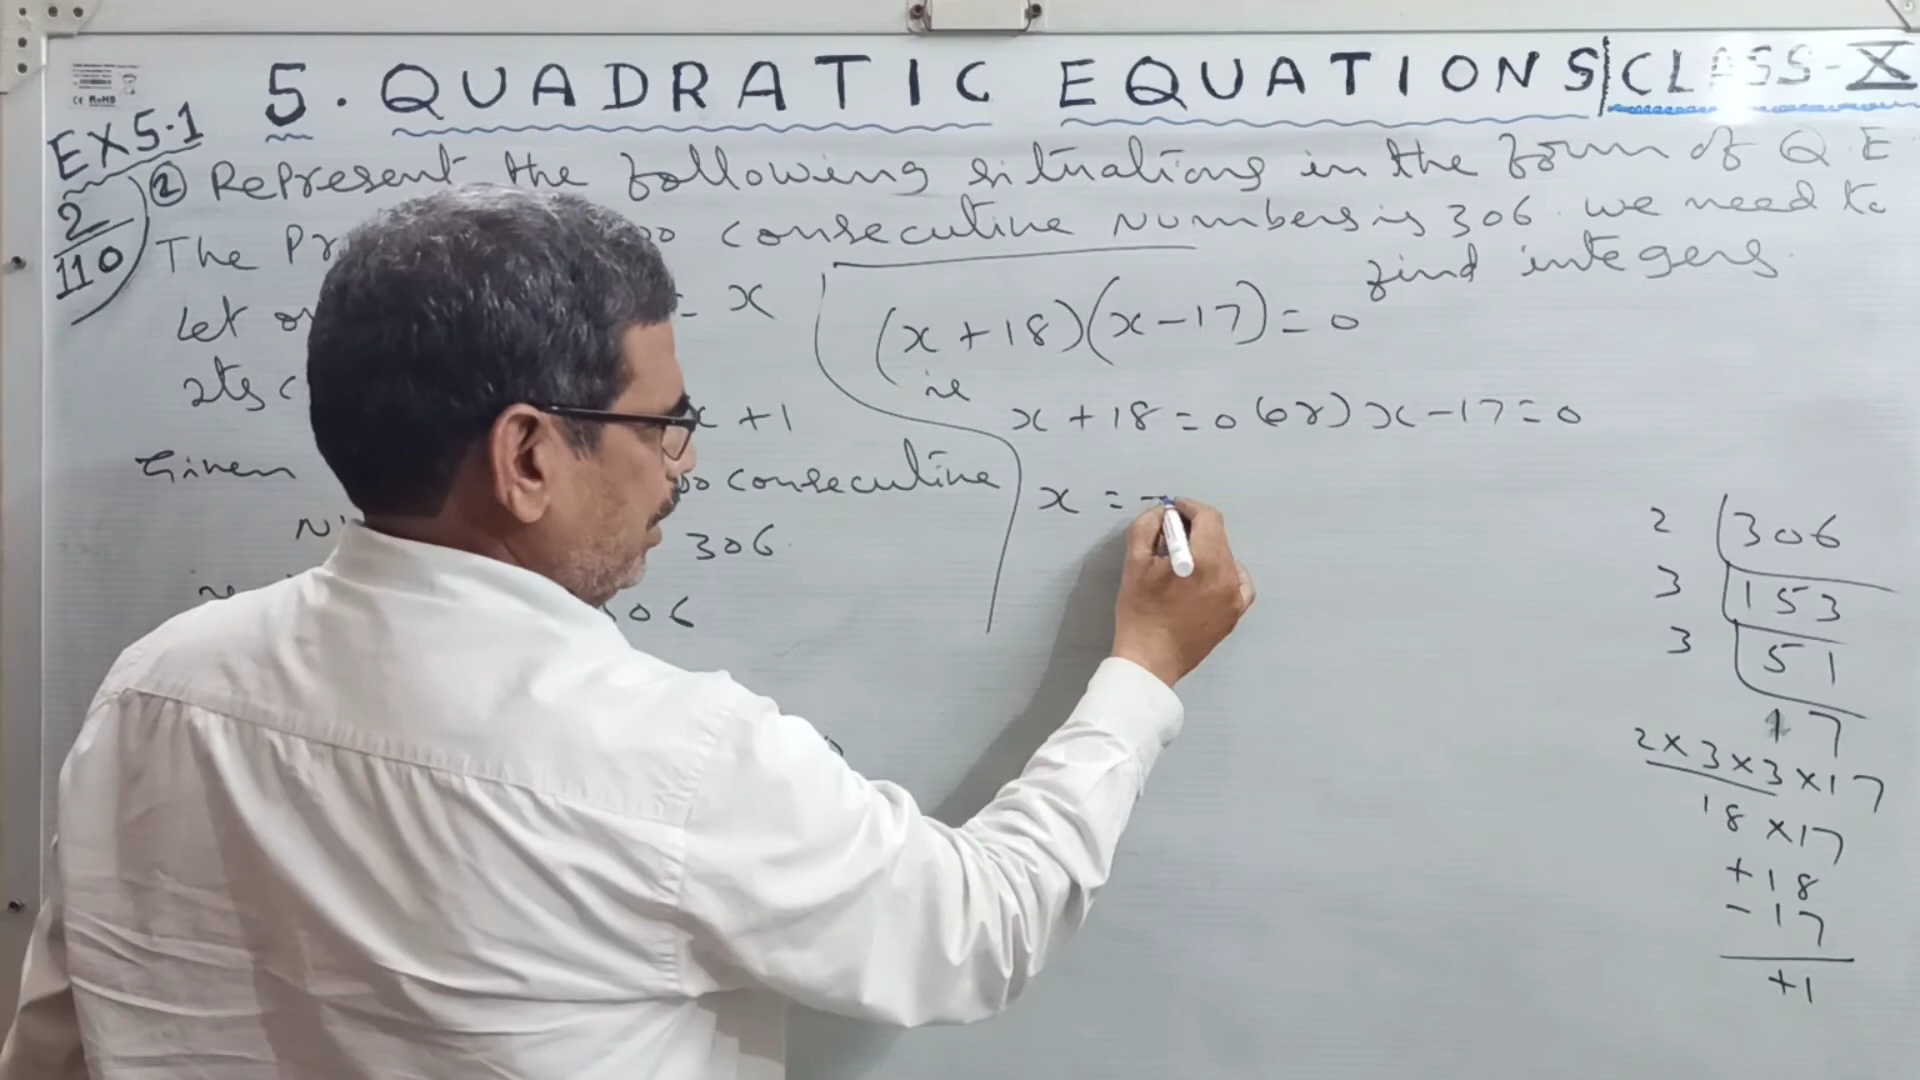 5. QUADRATIC EQUATIONS|CLASS-X
EX 5.1
2/110
② Represent the following situations in the form of Q.E
The consecutive numbers is 306. we need to
find integers.
Let = x
Its x + 1
Given consecutive
306
306
(x + 18)(x - 17) = 0
ie
x + 18 = 0 (or) x - 17 = 0
x = -
2 | 306
3 | 153
3 | 51
17
2 × 3 × 3 × 17
18 × 17
+ 18
- 17
+1